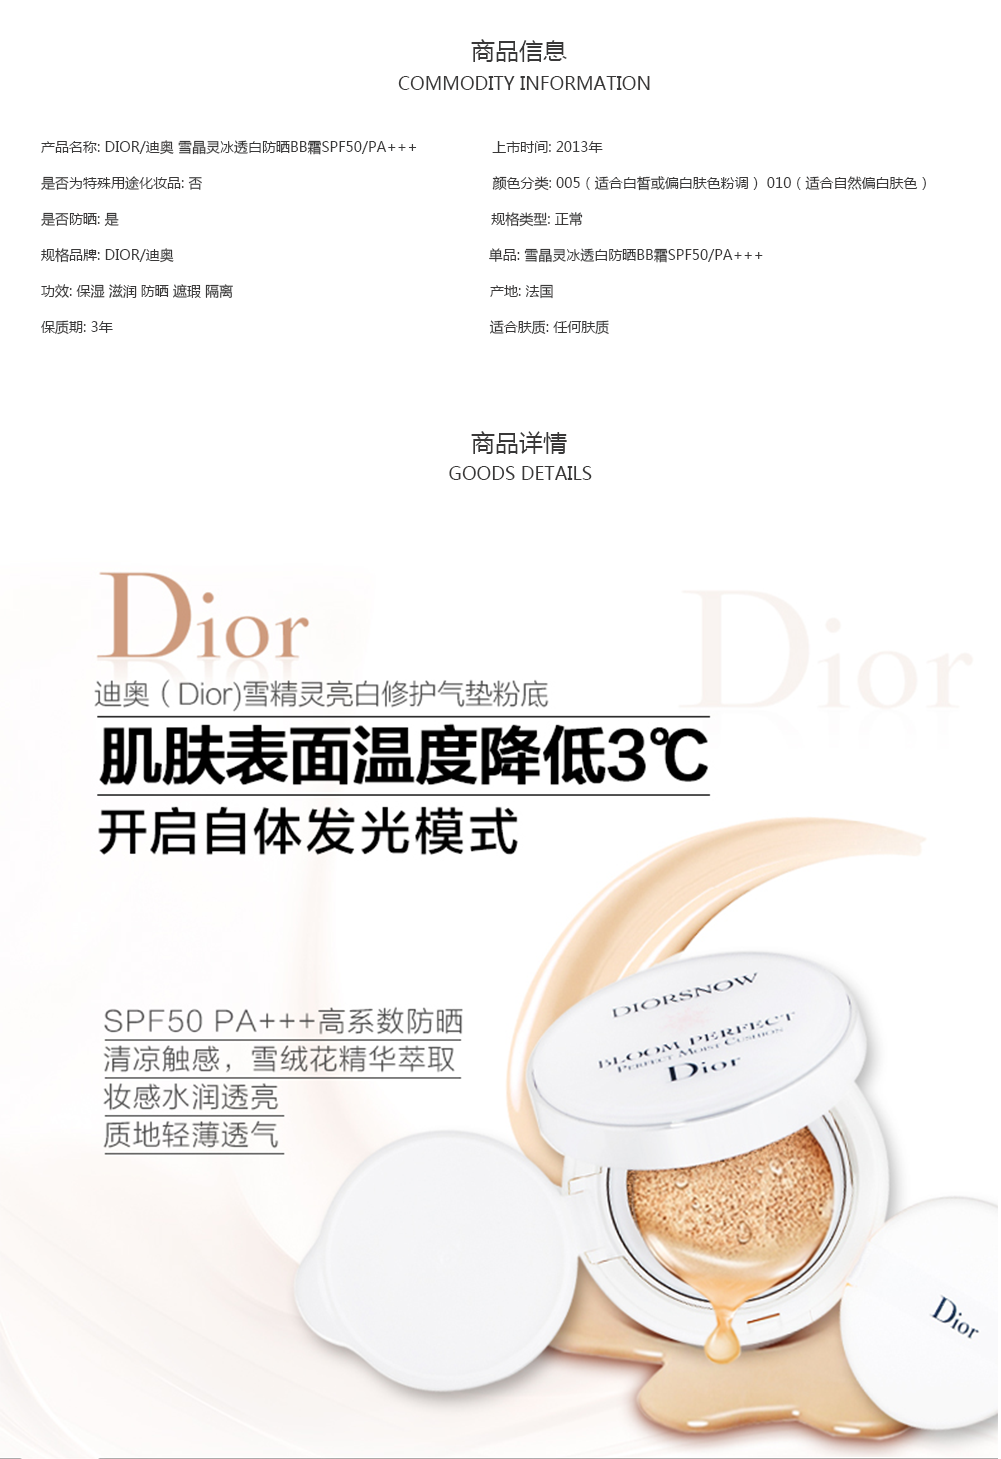 商品信息
COMMODITY INFORMATION
产品名称: DIOR/迪奥 雪晶灵冰透白防晒BB霜SPF50/PA+++
上市时间: 2013年
是否为特殊用途化妆品: 否
颜色分类: 005（适合白皙或偏白肤色粉调）010（适合自然偏白肤色）
是否防晒: 是
规格类型: 正常
规格品牌: DIOR/迪奥
单品: 雪晶灵冰透白防晒BB霜SPF50/PA+++
功效: 保湿 滋润 防晒 遮瑕 隔离
产地: 法国
保质期: 3年
适合肤质: 任何肤质
商品详情
GOODS DETAILS
Dior
Dior
迪奥（Dior)雪精灵亮白修护气垫粉底
肌肤表面温度降低3℃
开启自体发光模式
SPF50 PA+++高系数防晒
清凉触感，雪绒花精华萃取
妆感水润透亮
质地轻薄透气
DIORSNOW
BLOOM PERFECT
PERFECT MOIST CUSHION
Dior
Dior